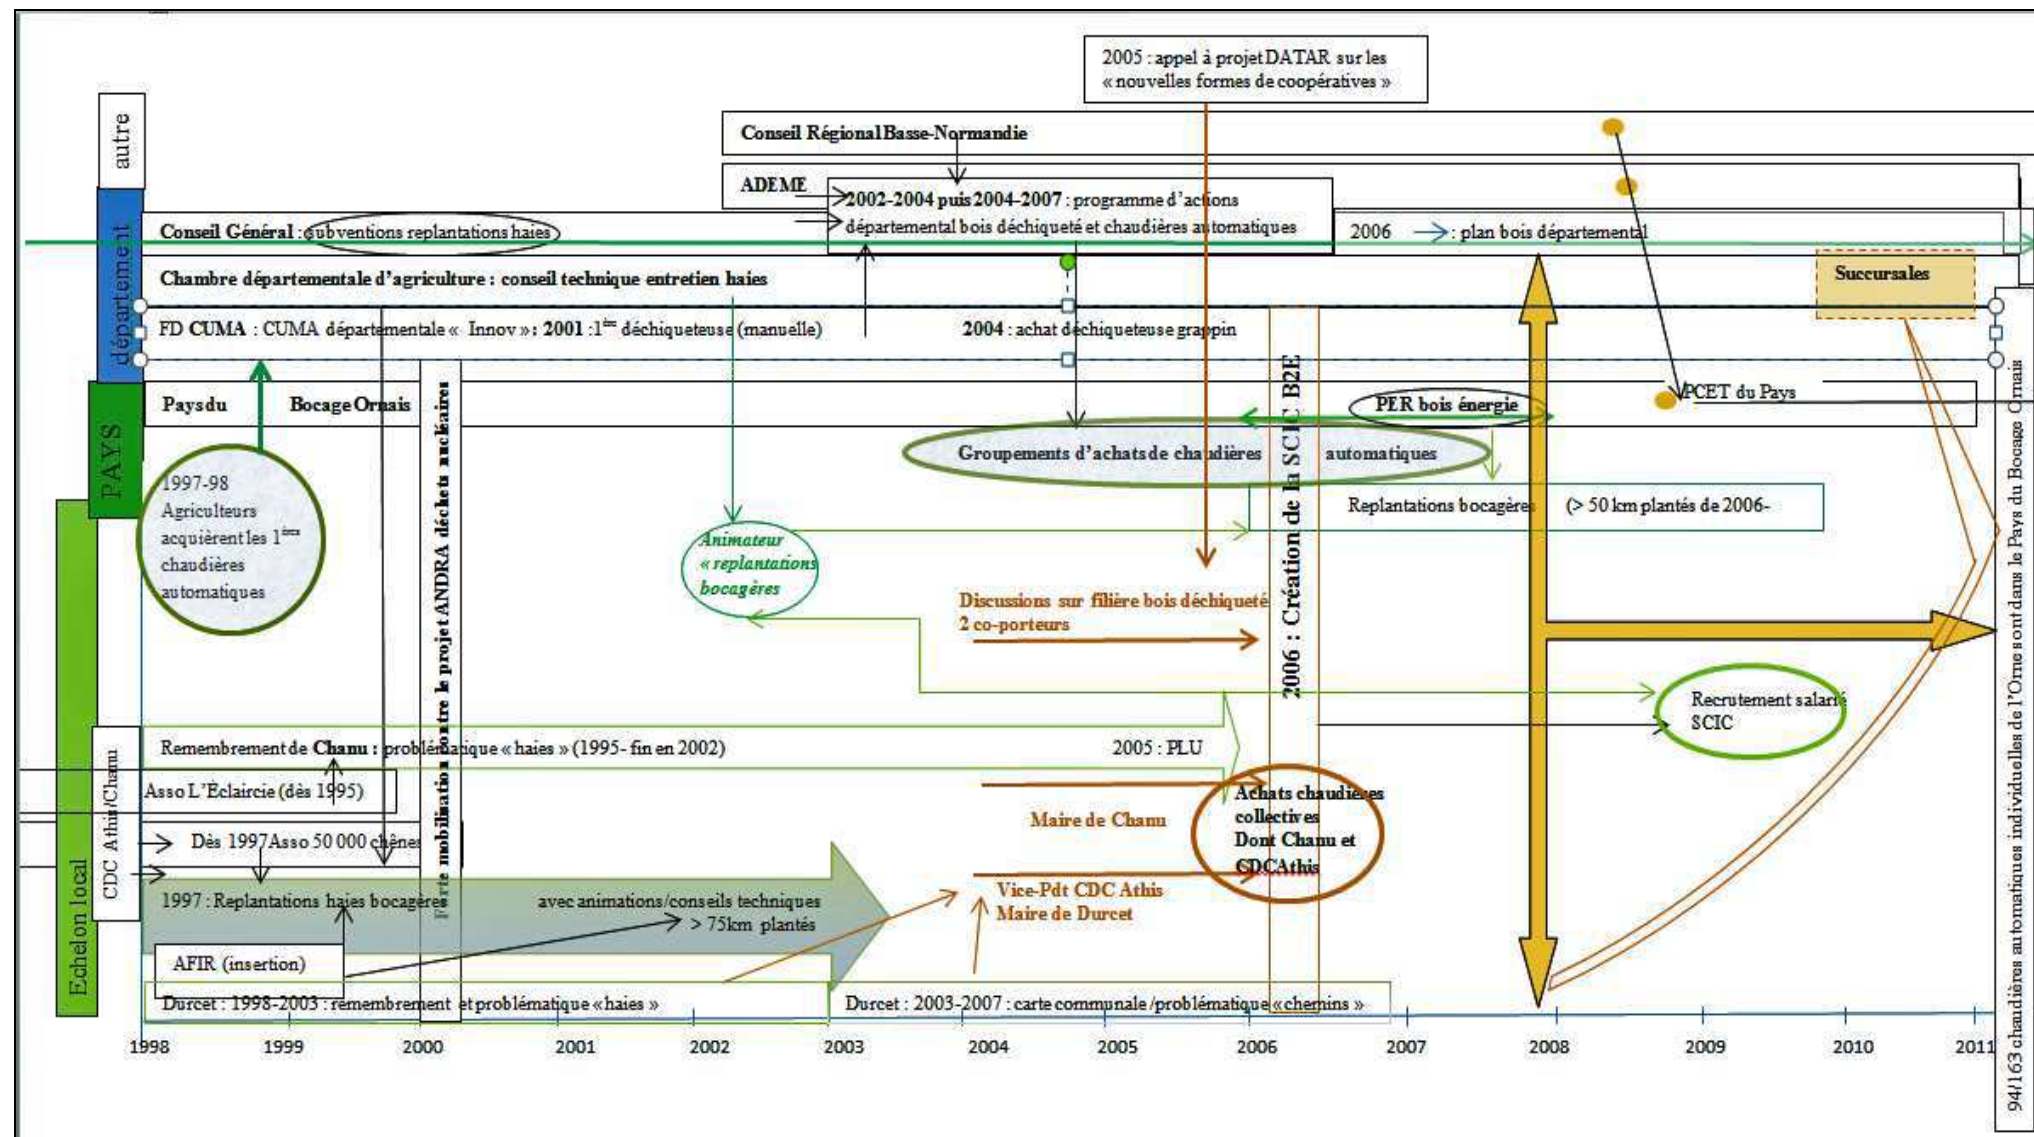 2005 : appel à projet DATAR sur les
« nouvelles formes de coopératives »
autre
Conseil Régional Basse-Normandie
ADEME
2002-2004 puis 2004-2007 : programme d'actions
départemental bois déchiqueté et chaudières automatiques
département
Conseil Général : subventions replantations haies
2006 : plan bois départemental
Chambre départementale d'agriculture : conseil technique entretien haies
Succursales
FD CUMA : CUMA départementale « Innov » : 2001 : 1ère déchiqueteuse (manuelle)
2004 : achat déchiqueteuse grappin
PAYS
Pays du Bocage Ornais
PER bois énergie
PCET du Pays
Groupements d'achats de chaudières automatiques
1997-98
Agriculteurs
acquièrent les 1ères
chaudières
automatiques
Replantations bocagères (> 50 km plantés de 2006-
Animateur
« replantations
bocagères
Discussions sur filière bois déchiqueté
2 co-porteurs
2006 : Création de la SCIC B2E
Forte mobilisation contre le projet ANDRA déchets nucléaires
Recrutement salarié
SCIC
Echelon local
CDC Athis/Chanu
Remembrement de Chanu : problématique « haies » (1995- fin en 2002)
2005 : PLU
Asso L'Éclaircie (dès 1995)
Dès 1997 Asso 50 000 chênes
Maire de Chanu
Achats chaudières
collectives
Dont Chanu et
CDC Athis
1997 : Replantations haies bocagères
avec animations/conseils techniques
> 75km plantés
Vice-Pdt CDC Athis
Maire de Durcet
AFIR (insertion)
Durcet : 1998-2003 : remembrement et problématique « haies »
Durcet : 2003-2007 : carte communale /problématique « chemins »
1998 1999 2000 2001 2002 2003 2004 2005 2006 2007 2008 2009 2010 2011
94/163 chaudières automatiques individuelles de l'Orne sont dans le Pays du Bocage Ornais